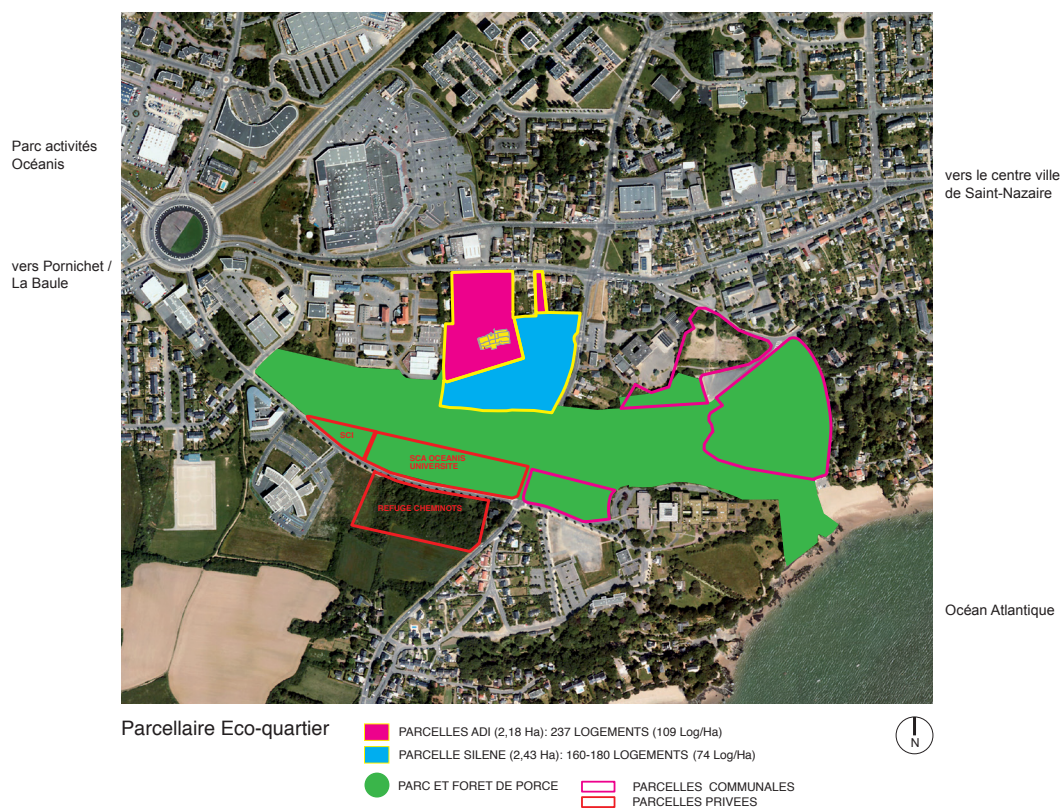 Parc activités
Océanis
vers le centre ville
de Saint-Nazaire
vers Pornichet /
La Baule
SCI
SCA OCEANIS
UNIVERSITE
REFUGE CHEMINOTS
Océan Atlantique
Parcellaire Eco-quartier
PARCELLES ADI (2,18 Ha): 237 LOGEMENTS (109 Log/Ha)
PARCELLE SILENE (2,43 Ha): 160-180 LOGEMENTS (74 Log/Ha)
PARC ET FORET DE PORCE
PARCELLES COMMUNALES
PARCELLES PRIVEES
N